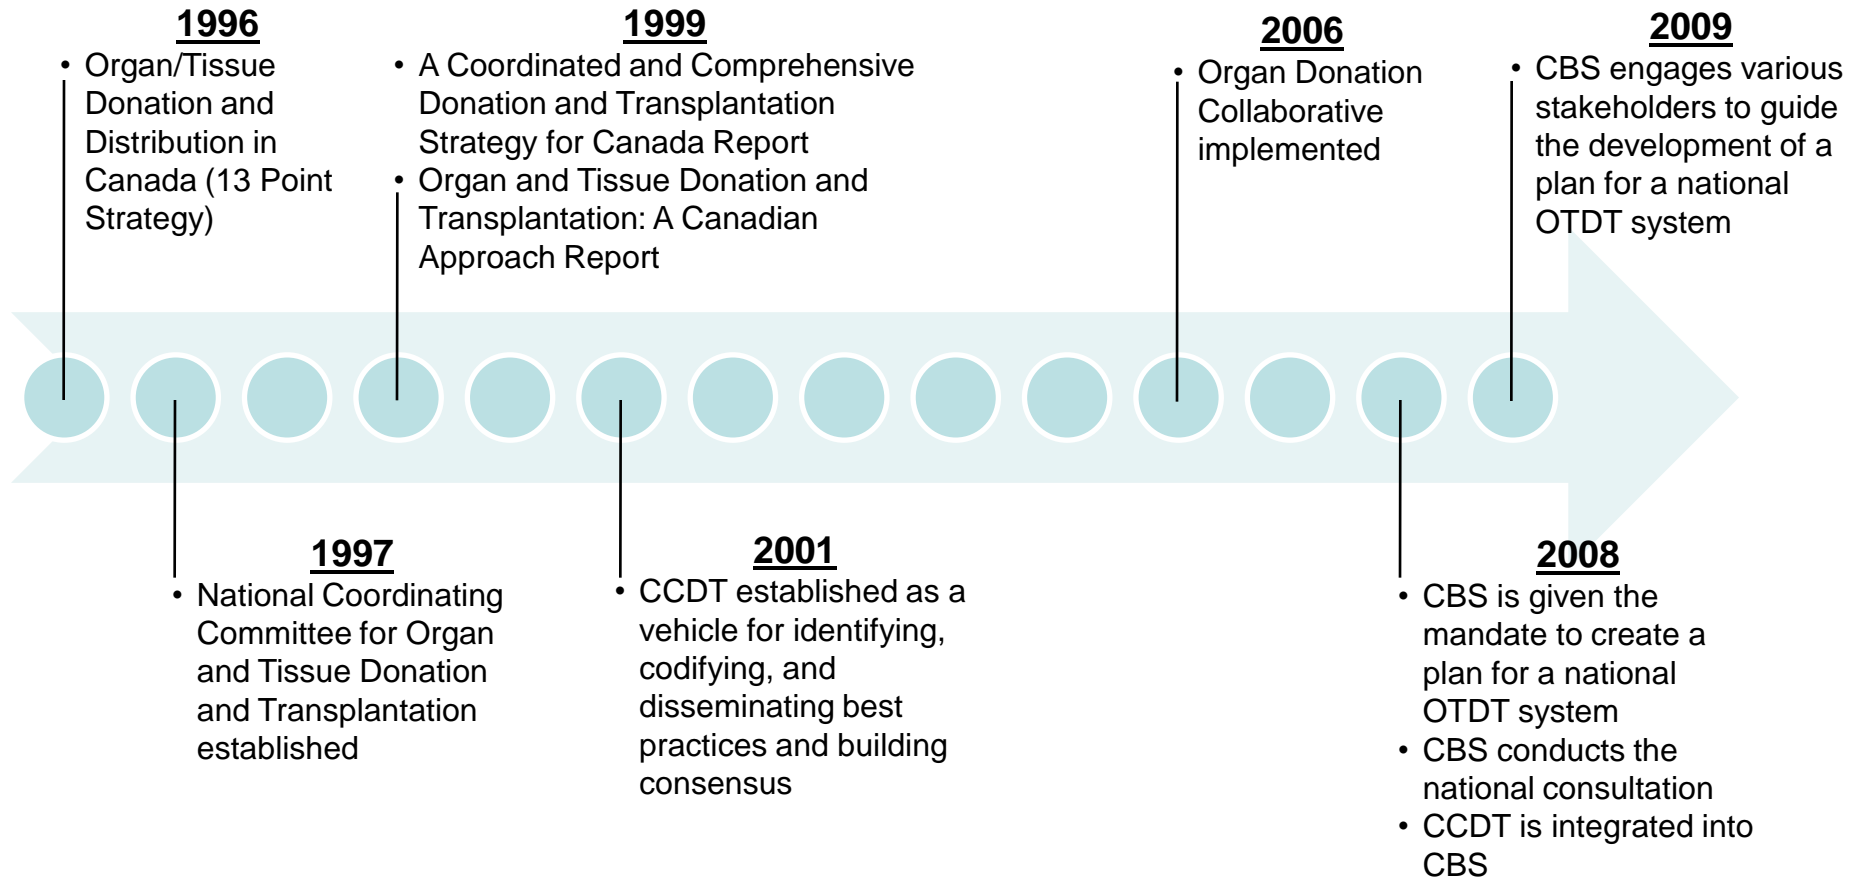 1996
• Organ/Tissue
Donation and
Distribution in
Canada (13 Point
Strategy)
1999
• A Coordinated and Comprehensive
Donation and Transplantation
Strategy for Canada Report
• Organ and Tissue Donation and
Transplantation: A Canadian
Approach Report
2006
• Organ Donation
Collaborative
implemented
2009
• CBS engages various
stakeholders to guide
the development of a
plan for a national
OTDT system
1997
• National Coordinating
Committee for Organ
and Tissue Donation
and Transplantation
established
2001
• CCDT established as a
vehicle for identifying,
codifying, and
disseminating best
practices and building
consensus
2008
• CBS is given the
mandate to create a
plan for a national
OTDT system
• CBS conducts the
national consultation
• CCDT is integrated into
CBS